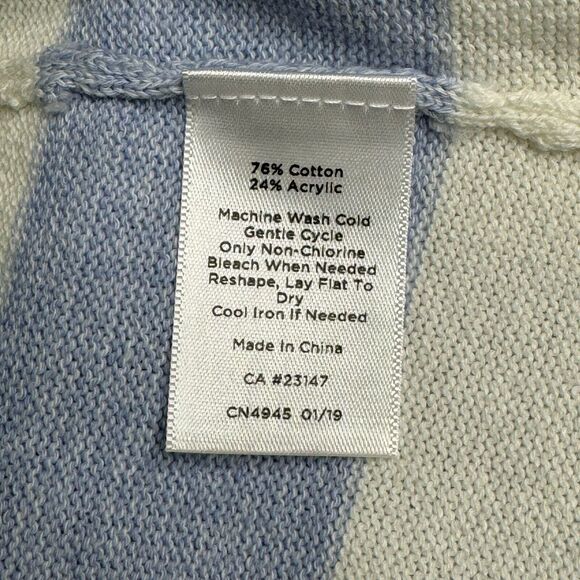 76% Cotton
24% Acrylic
Machine Wash Cold
Gentle Cycle
Only Non-Chlorine
Bleach When Needed
Reshape, Lay Flat To
Dry
Cool Iron If Needed
Made In China
CA #23147
CN4945 01/19